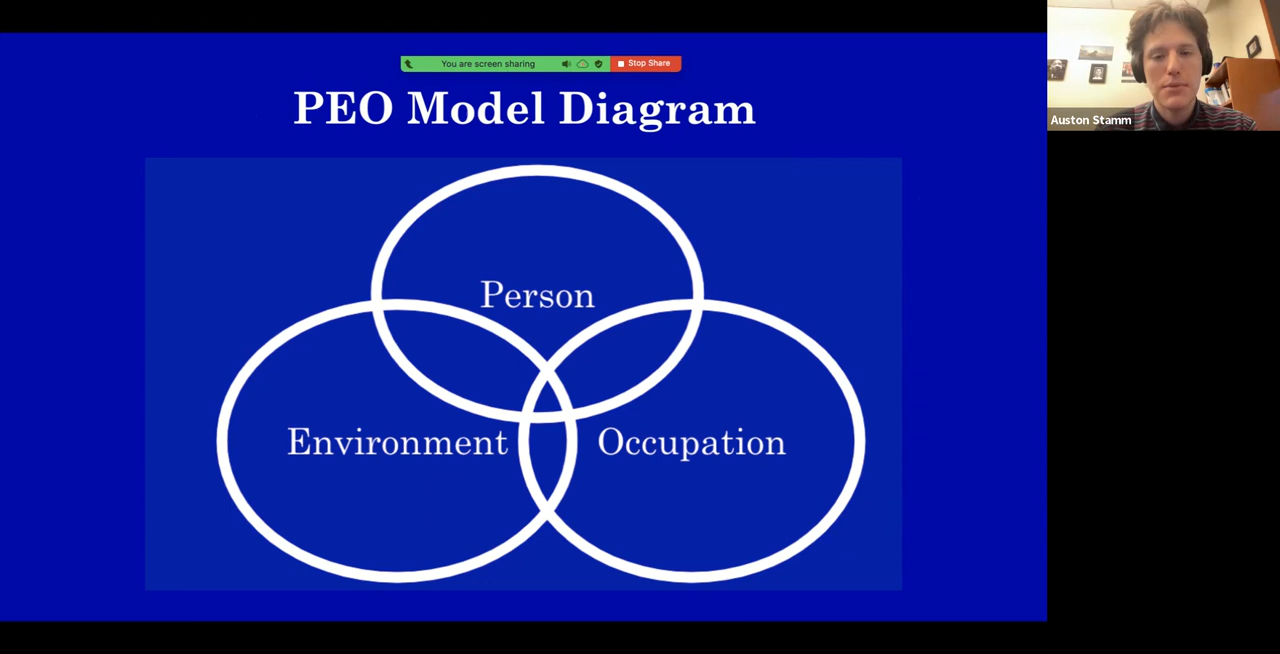 You are screen sharing
Stop Share
PEO Model Diagram
Auston Stamm
Person
Environment
Occupation